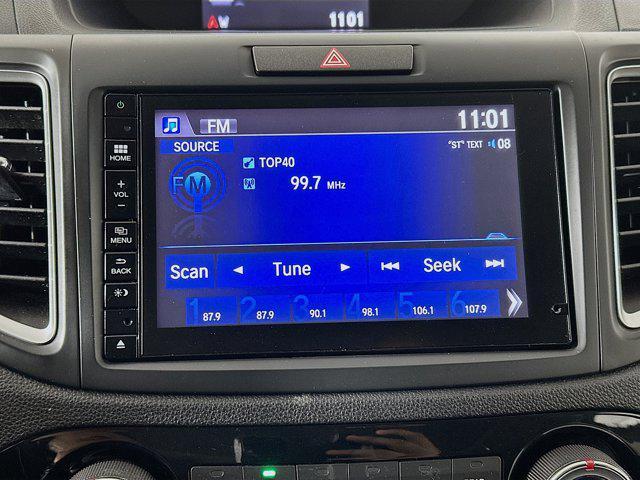 W 1101
FM 11:01
SOURCE "ST" TEXT 08
TOP40
FM 99.7 MHz
HOME
+
VOL
-
MENU
BACK
Scan Tune Seek
1 87.9 2 87.9 3 90.1 4 98.1 5 106.1 6 107.9